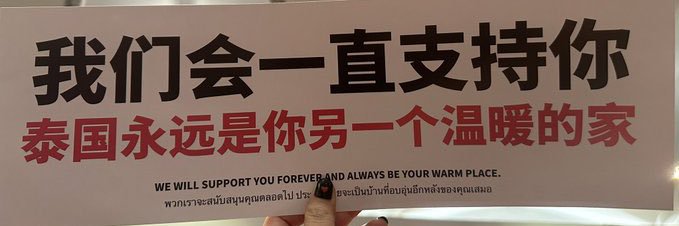 我们会一直支持你
泰国永远是你另一个温暖的家
WE WILL SUPPORT YOU FOREVER AND ALWAYS BE YOUR WARM PLACE.
พวกเราจะสนับสนุนคุณตลอดไป จะเป็นบ้านที่อบอุ่นอีกหลังของคุณเสมอ